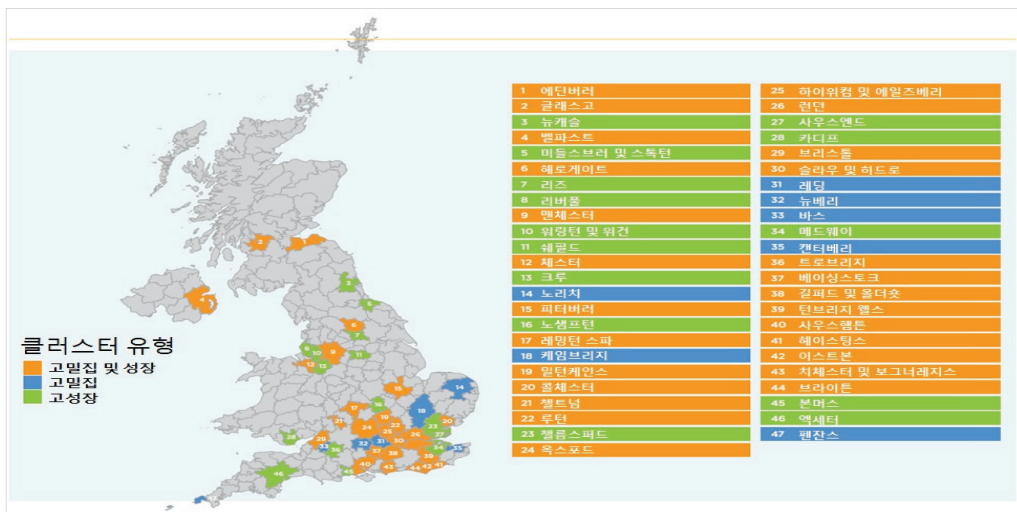 클러스터 유형
고밀집 및 성장
고밀집
고성장
1 에딘버러
2 글래스고
3 뉴캐슬
4 벨파스트
5 미들스브러 및 스톡턴
6 헤로게이트
7 리즈
8 리버풀
9 맨체스터
10 워링턴 및 위건
11 쉐필드
12 체스터
13 크루
14 노리치
15 피터버러
16 노샘프턴
17 레밍턴 스파
18 케임브리지
19 밀턴케인스
20 콜체스터
21 첼트넘
22 루턴
23 첼름스퍼드
24 옥스포드
25 하이위컴 및 에일즈베리
26 런던
27 사우스엔드
28 카디프
29 브리스톨
30 슬라우 및 히드로
31 레딩
32 뉴베리
33 바스
34 메드웨이
35 캔터베리
36 트로브리지
37 베이싱스토크
38 길퍼드 및 올더숏
39 턴브리지 웰스
40 사우스햄튼
41 헤이스팅스
42 이스트본
43 치체스터 및 보그너레지스
44 브라이튼
45 본머스
46 엑세터
47 펜잔스